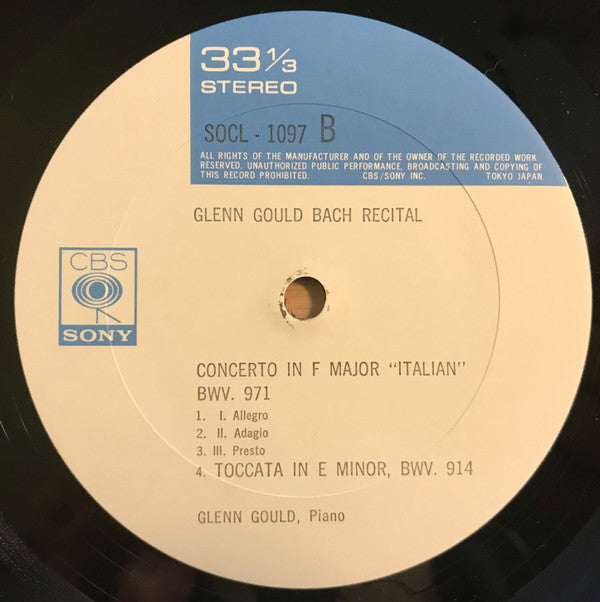 33 1/3
STEREO
SOCL - 1097 B
ALL RIGHTS OF THE MANUFACTURER AND OF THE OWNER OF THE RECORDED WORK
RESERVED. UNAUTHORIZED PUBLIC PERFORMANCE, BROADCASTING AND COPYING OF
THIS RECORD PROHIBITED. CBS/SONY INC. TOKYO JAPAN.
GLENN GOULD BACH RECITAL
CBS
SONY
CONCERTO IN F MAJOR "ITALIAN"
BWV. 971
1. I. Allegro
2. II. Adagio
3. III. Presto
4. TOCCATA IN E MINOR, BWV. 914
GLENN GOULD, Piano